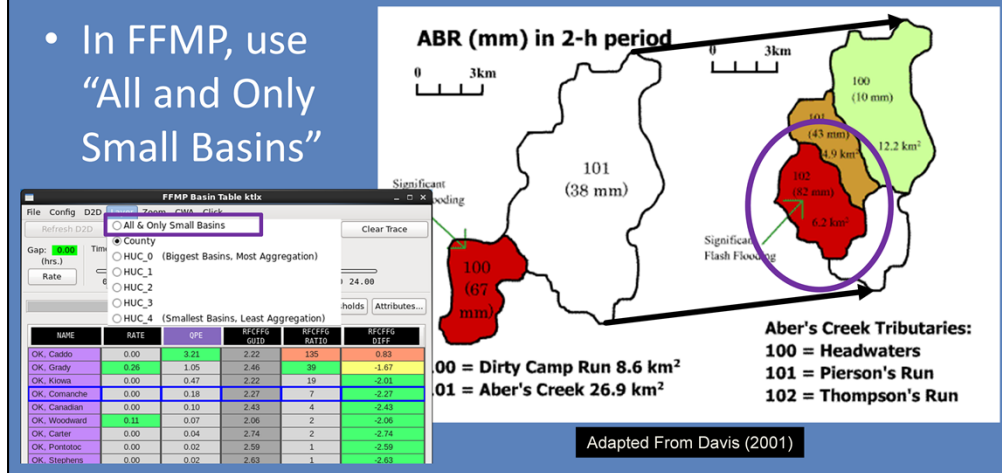 • In FFMP, use
“All and Only
Small Basins”
FFMP Basin Table ktlx
File Config D2D Zoom CWA Click
Refresh D2D
Clear Trace
All & Only Small Basins
County
HUC_0 (Biggest Basins, Most Aggregation)
HUC_1
HUC_2
HUC_3
HUC_4 (Smallest Basins, Least Aggregation)
Gap: 0.00
(hrs.)
Rate
24.00
Attributes...
NAME RATE QPE RFCFFG GUID RFCFFG RATIO RFCFFG DIFF
OK, Caddo 0.00 3.21 2.22 135 0.83
OK, Grady 0.26 1.05 2.46 39 -1.67
OK, Kiowa 0.00 0.47 2.22 19 -2.01
OK, Comanche 0.00 0.18 2.27 7 -2.27
OK, Canadian 0.00 0.10 2.43 4 -2.43
OK, Woodward 0.11 0.07 2.06 2 -2.06
OK, Carter 0.00 0.04 2.74 2 -2.74
OK, Pontotoc 0.00 0.02 2.59 1 -2.59
OK, Stephens 0.00 0.02 2.63 1 -2.63
ABR (mm) in 2-h period
0 3km
101
(38 mm)
Significant
100
(67
mm)
00 = Dirty Camp Run 8.6 km²
01 = Aber's Creek 26.9 km²
0 3km
100
(10 mm)
12.2 km²
101
(43 mm)
4.9 km²
102
(82 mm)
6.2 km²
Significant
Flash Flooding
Aber's Creek Tributaries:
100 = Headwaters
101 = Pierson's Run
102 = Thompson's Run
Adapted From Davis (2001)